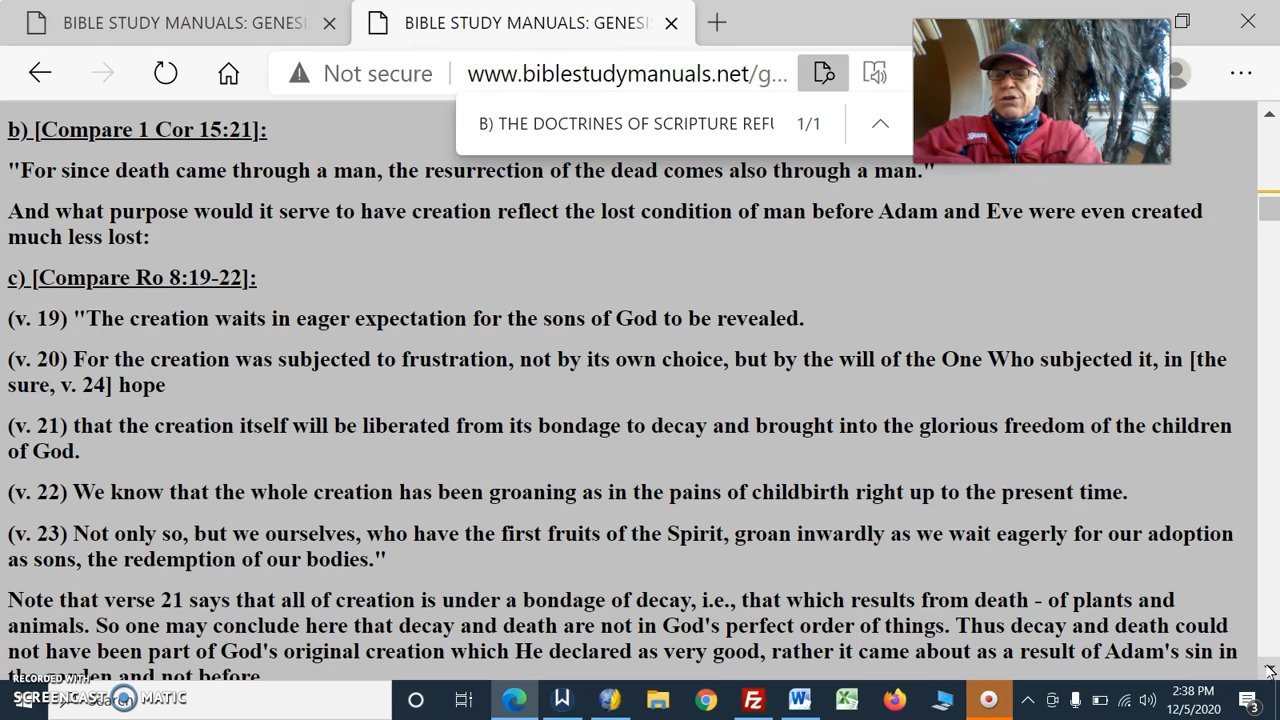 BIBLE STUDY MANUALS: GENESI
BIBLE STUDY MANUALS: GENESI
Not secure
www.biblestudymanuals.net/g...
B) THE DOCTRINES OF SCRIPTURE REFU
1/1
b) [Compare 1 Cor 15:21]:
"For since death came through a man, the resurrection of the dead comes also through a man."
And what purpose would it serve to have creation reflect the lost condition of man before Adam and Eve were even created
much less lost:
c) [Compare Ro 8:19-22]:
(v. 19) "The creation waits in eager expectation for the sons of God to be revealed.
(v. 20) For the creation was subjected to frustration, not by its own choice, but by the will of the One Who subjected it, in [the
sure, v. 24] hope
(v. 21) that the creation itself will be liberated from its bondage to decay and brought into the glorious freedom of the children
of God.
(v. 22) We know that the whole creation has been groaning as in the pains of childbirth right up to the present time.
(v. 23) Not only so, but we ourselves, who have the first fruits of the Spirit, groan inwardly as we wait eagerly for our adoption
as sons, the redemption of our bodies."
Note that verse 21 says that all of creation is under a bondage of decay, i.e., that which results from death - of plants and
animals. So one may conclude here that decay and death are not in God's perfect order of things. Thus decay and death could
not have been part of God's original creation which He declared as very good, rather it came about as a result of Adam's sin in
and not before
RECORDED WITH
SCREENCAST MATIC
2:38 PM
12/5/2020
3